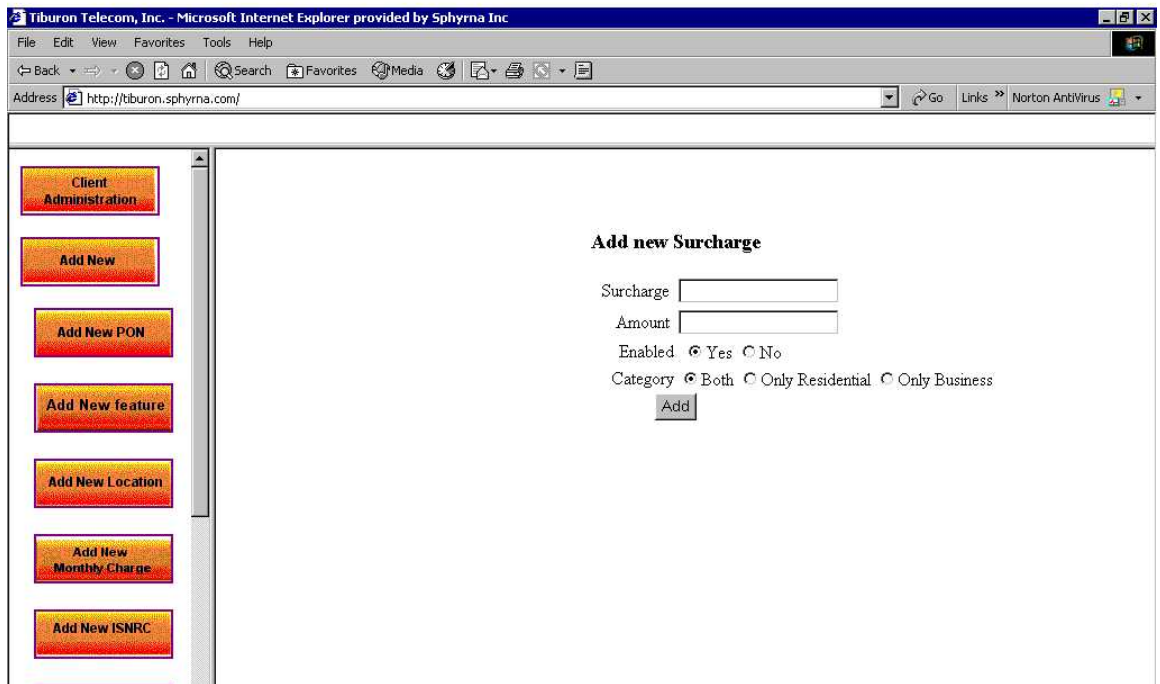 Tiburon Telecom, Inc. - Microsoft Internet Explorer provided by Sphyrna Inc
File Edit View Favorites Tools Help
Back Search Favorites Media
Address http://tiburon.sphyrna.com/ Go Links » Norton AntiVirus
Client
Administration
Add New
Add New PON
Add New feature
Add New Location
Add New
Monthly Charge
Add New ISNRC
Add new Surcharge
Surcharge
Amount
Enabled Yes No
Category Both Only Residential Only Business
Add